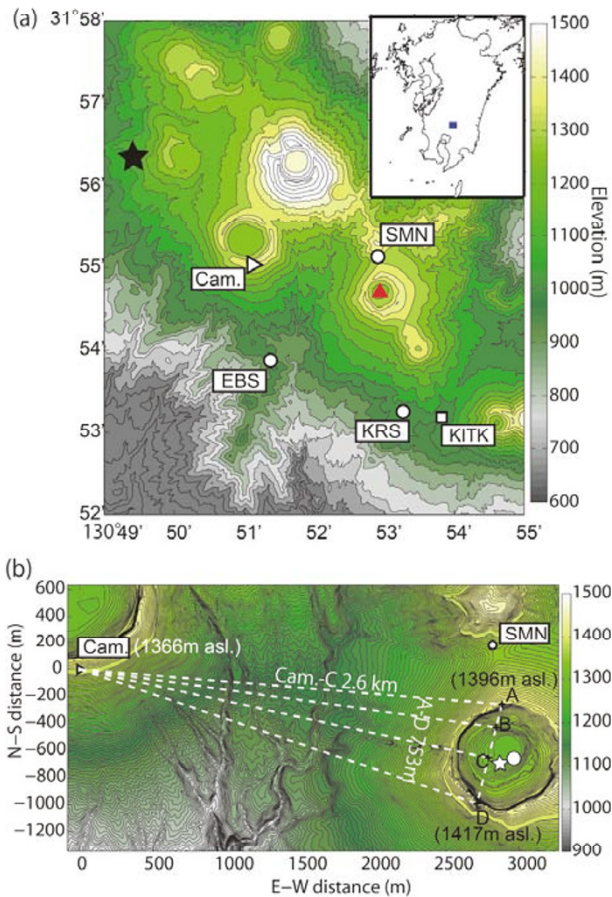 (a)
31°58'
57'
56'
55'
54'
53'
52'
130°49'
50'
51'
52'
53'
54'
55'
SMN
Cam.
EBS
KRS
KITK
1500
1400
1300
1200
1100
1000
900
800
700
600
Elevation (m)
(b)
600
400
200
0
−200
−400
−600
−800
−1000
−1200
N−S distance (m)
Cam. (1366m asl.)
SMN
Cam.-C 2.6 km
(1396m asl.)
A
B
A-D 753m
C
D
(1417m asl.)
0
500
1000
1500
2000
2500
3000
E−W distance (m)
1500
1400
1300
1200
1100
1000
900